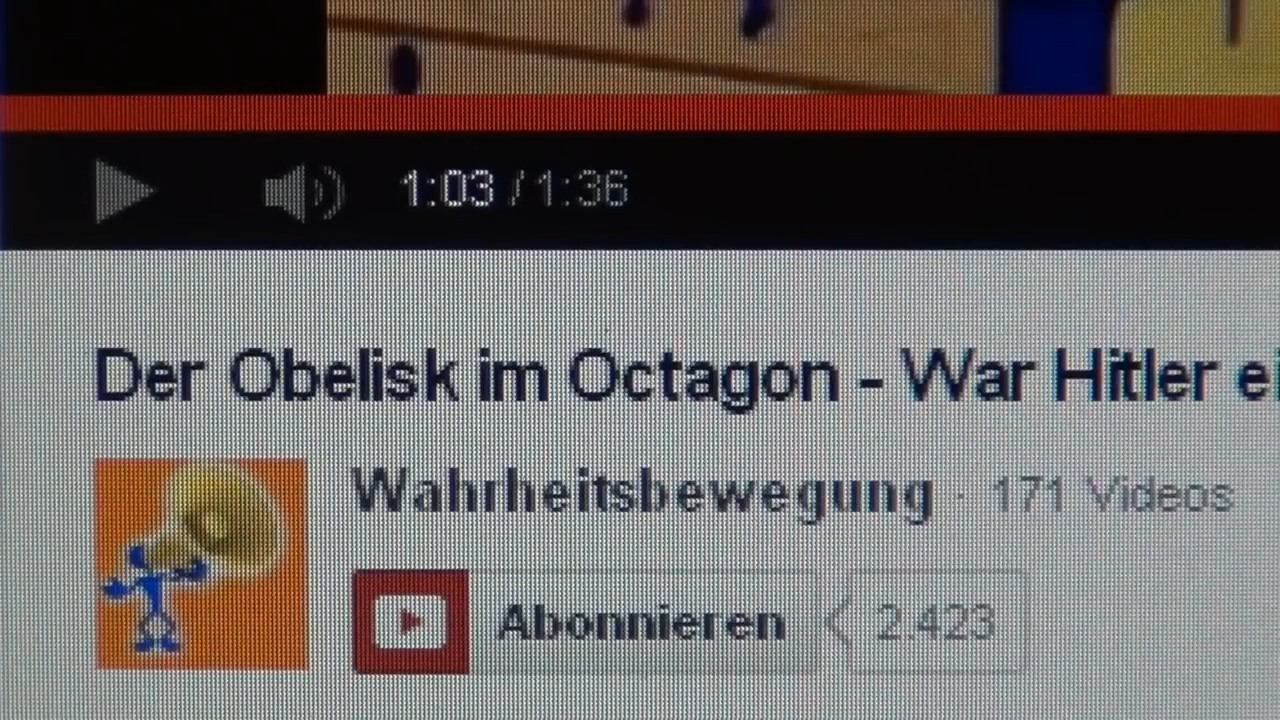 1:03 / 1:36
Der Obelisk im Octagon - War Hitler
Wahrheitsbewegung · 171 Videos
Abonnieren 2.423